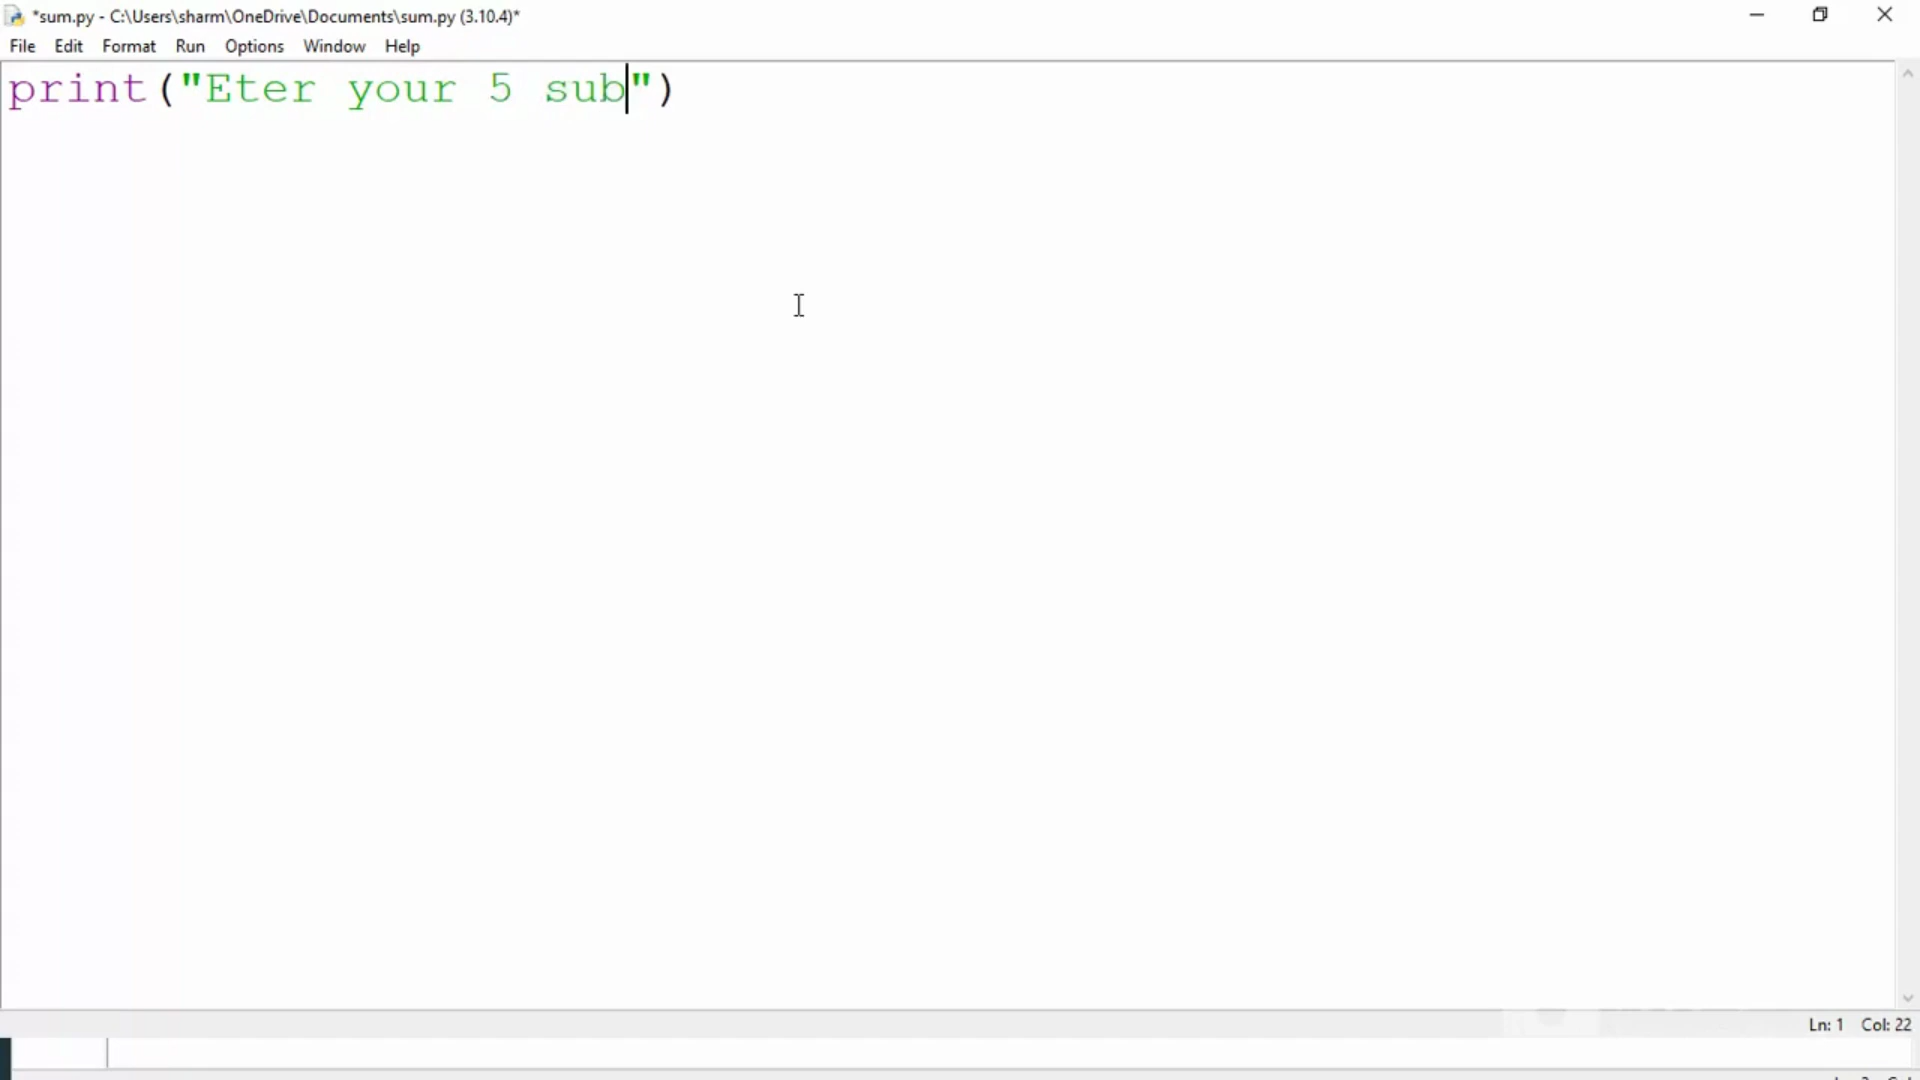 *sum.py - C:\Users\sharm\OneDrive\Documents\sum.py (3.10.4)*
File Edit Format Run Options Window Help
print("Eter your 5 sub")
Ln: 1 Col: 22